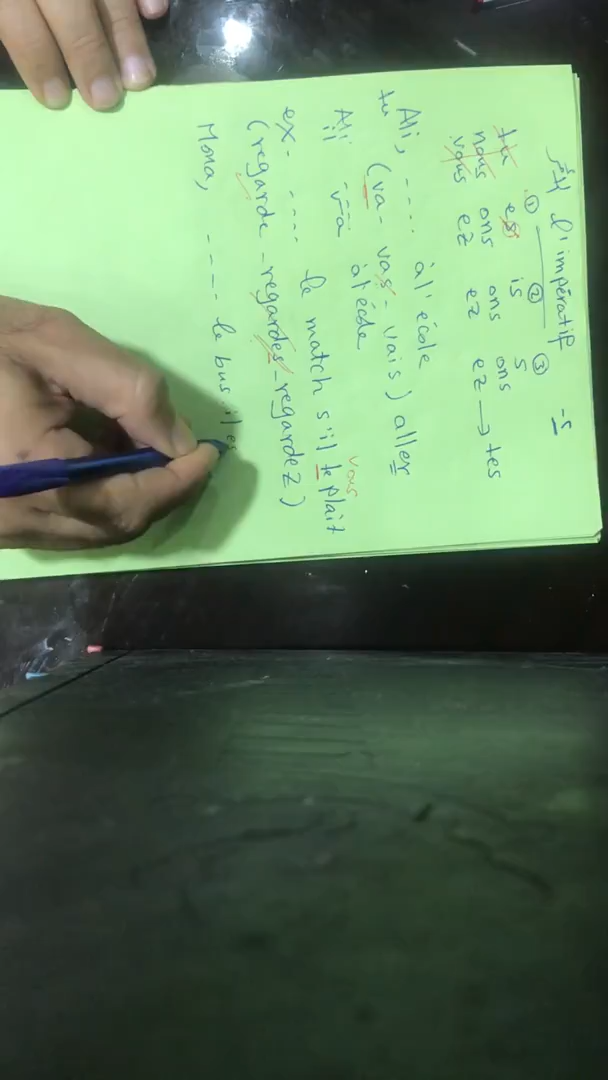 l'impératif -s
① ② ③
tu es is s
nous ons ons ons
vous ez ez ez → tes
Ali, ..... à l'école
tu (va - vas - vais) aller
Ali ---- à l'école
il va
vous
ex- ---- le match s'il te plait
(regarde - regardes - regardez)
Mona, ---- le bus, il es